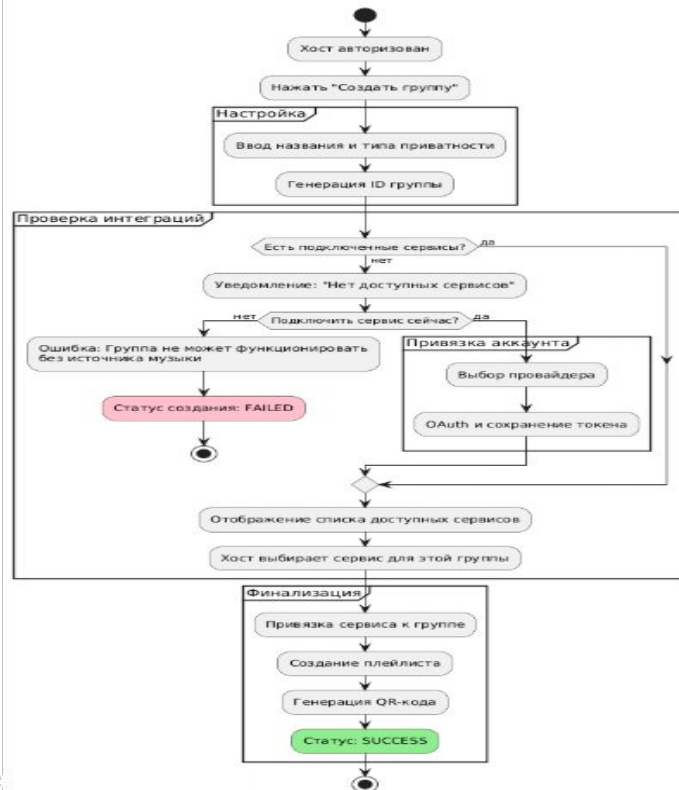 Хост авторизован
Нажать "Создать группу"
Настройка
Ввод названия и типа приватности
Генерация ID группы
Проверка интеграций
Есть подключенные сервисы?
да
нет
Уведомление: "Нет доступных сервисов"
нет
Подключить сервис сейчас?
да
Ошибка: Группа не может функционировать
без источника музыки
Статус создания: FAILED
Привязка аккаунта
Выбор провайдера
OAuth и сохранение токена
Отображение списка доступных сервисов
Хост выбирает сервис для этой группы
Финализация
Привязка сервиса к группе
Создание плейлиста
Генерация QR-кода
Статус: SUCCESS